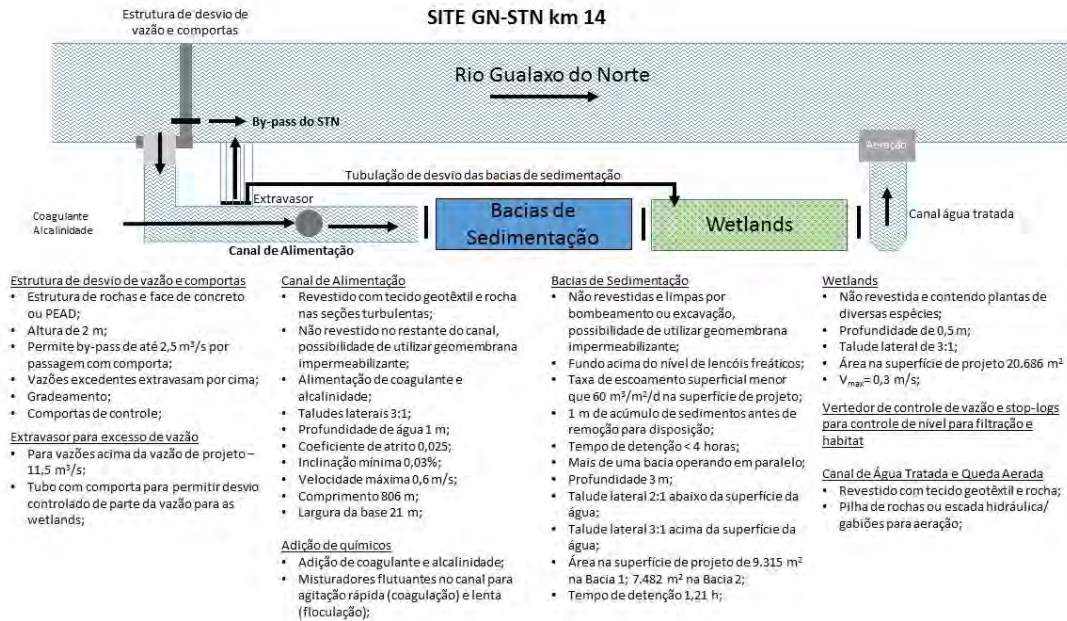 SITE GN-STN km 14
Estrutura de desvio de
vazão e comportas
Rio Gualaxo do Norte
By-pass do STN
Aeração
Tubulação de desvio das bacias de sedimentação
Extravasor
Coagulante
Alcalinidade
Bacias de
Sedimentação
Wetlands
Canal água tratada
Canal de Alimentação
Estrutura de desvio de vazão e comportas
• Estrutura de rochas e face de concreto
ou PEAD;
• Altura de 2 m;
• Permite by-pass de até 2,5 m³/s por
passagem com comporta;
• Vazões excedentes extravasam por cima;
• Gradeamento;
• Comportas de controle;
Extravasor para excesso de vazão
• Para vazões acima da vazão de projeto –
11,5 m³/s;
• Tubo com comporta para permitir desvio
controlado de parte da vazão para as
wetlands;
Canal de Alimentação
• Revestido com tecido geotêxtil e rocha
nas seções turbulentas;
• Não revestido no restante do canal,
possibilidade de utilizar geomembrana
impermeabilizante;
• Alimentação de coagulante e
alcalinidade;
• Taludes laterais 3:1;
• Profundidade de água 1 m;
• Coeficiente de atrito 0,025;
• Inclinação mínima 0,03%;
• Velocidade máxima 0,6 m/s;
• Comprimento 806 m;
• Largura da base 21 m;
Adição de químicos
• Adição de coagulante e alcalinidade;
• Misturadores flutuantes no canal para
agitação rápida (coagulação) e lenta
(floculação);
Bacias de Sedimentação
• Não revestidas e limpas por
bombeamento ou excavação,
possibilidade de utilizar geomembrana
impermeabilizante;
• Fundo acima do nível de lencóis freáticos;
• Taxa de escoamento superficial menor
que 60 m³/m²/d na superfície de projeto;
• 1 m de acúmulo de sedimentos antes de
remoção para disposição;
• Tempo de detenção < 4 horas;
• Mais de uma bacia operando em paralelo;
• Profundidade 3 m;
• Talude lateral 2:1 abaixo da superfície da
água;
• Talude lateral 3:1 acima da superfície da
água;
• Área na superfície de projeto de 9.315 m²
na Bacia 1; 7.482 m² na Bacia 2;
• Tempo de detenção 1,21 h;
Wetlands
• Não revestida e contendo plantas de
diversas espécies;
• Profundidade de 0,5 m;
• Talude lateral de 3:1;
• Área na superfície de projeto 20.686 m²
• Vmax= 0,3 m/s;
Vertedor de controle de vazão e stop-logs
para controle de nível para filtração e
habitat
Canal de Água Tratada e Queda Aerada
• Revestido com tecido geotêxtil e rocha;
• Pilha de rochas ou escada hidráulica/
gabiões para aeração;